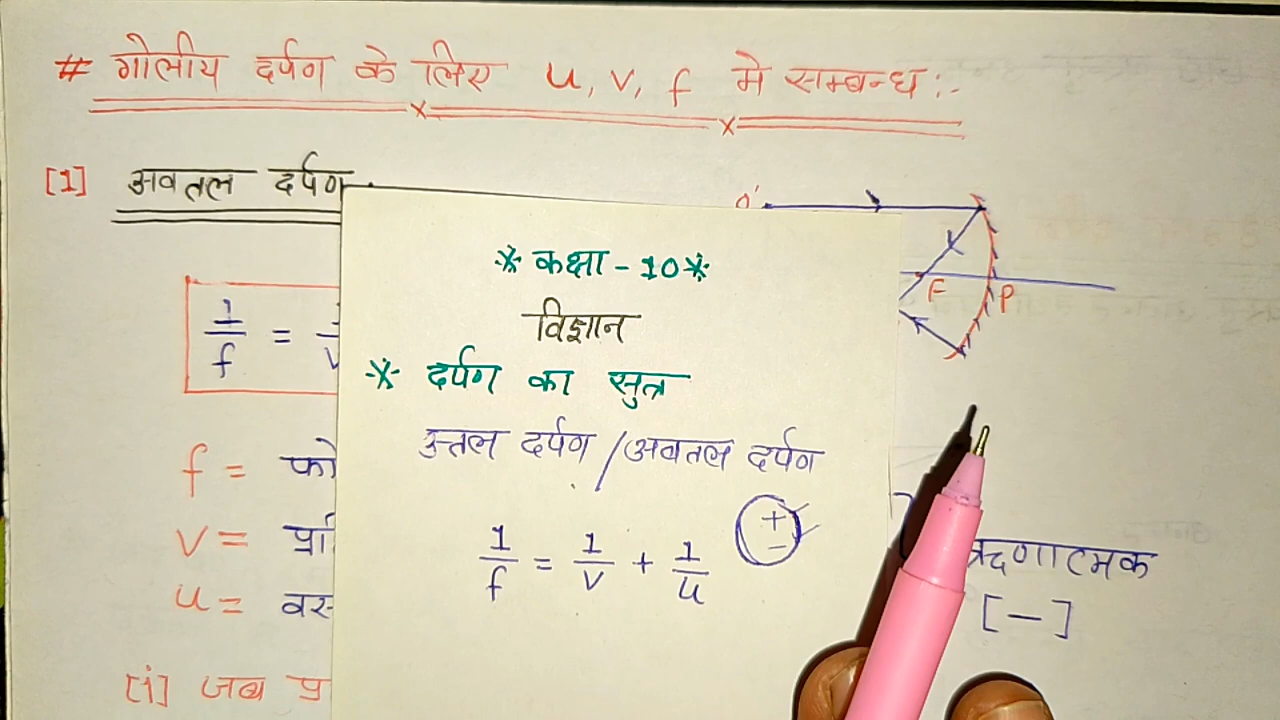 # गोलीय दर्पण के लिए u, v, f मे सम्बन्ध :-
[1] अवतल दर्पण
O'
F P
1/f =
* कक्षा - 10 *
विज्ञान
* दर्पण का सुत्र
उत्तल दर्पण / अवतल दर्पण
1/f = 1/v + 1/u
+
-
f =
v =
u =
ऋणात्मक
[-]
[i] जब